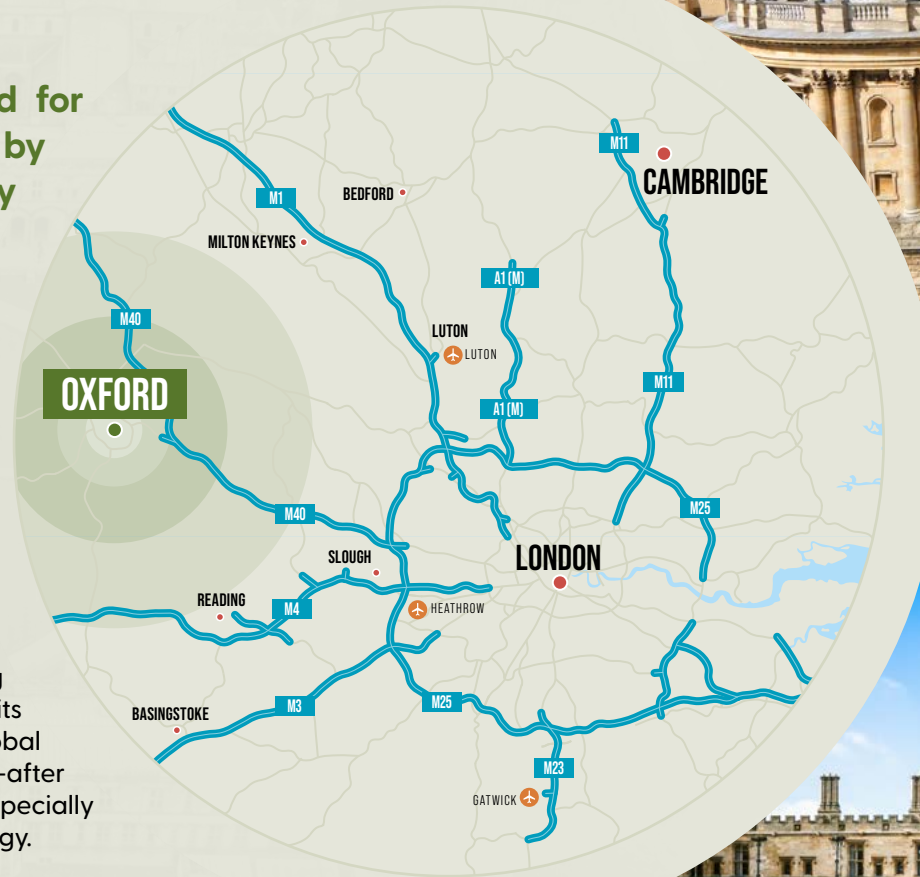 d for
by
y
M11
CAMBRIDGE
M1
BEDFORD
MILTON KEYNES
A1(M)
M40
LUTON
LUTON
OXFORD
M11
A1(M)
M40
M25
SLOUGH
LONDON
READING
M4
HEATHROW
M3
M25
BASINGSTOKE
M23
GATWICK
g
its
obal
-after
specially
gy.